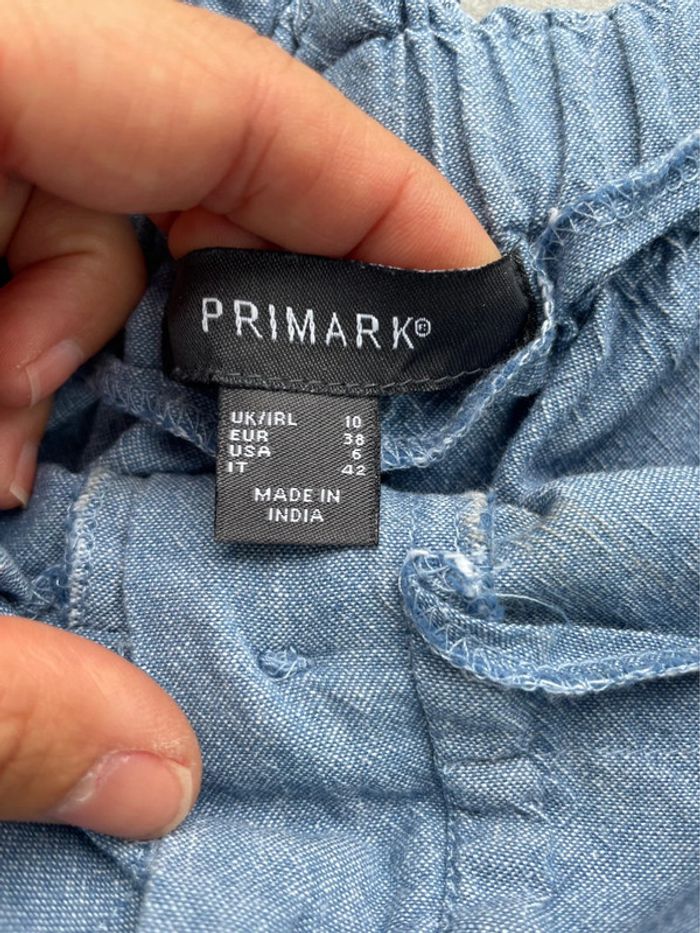 PRIMARK®
UK/IRL 10
EUR 38
USA 6
IT 42
MADE IN
INDIA